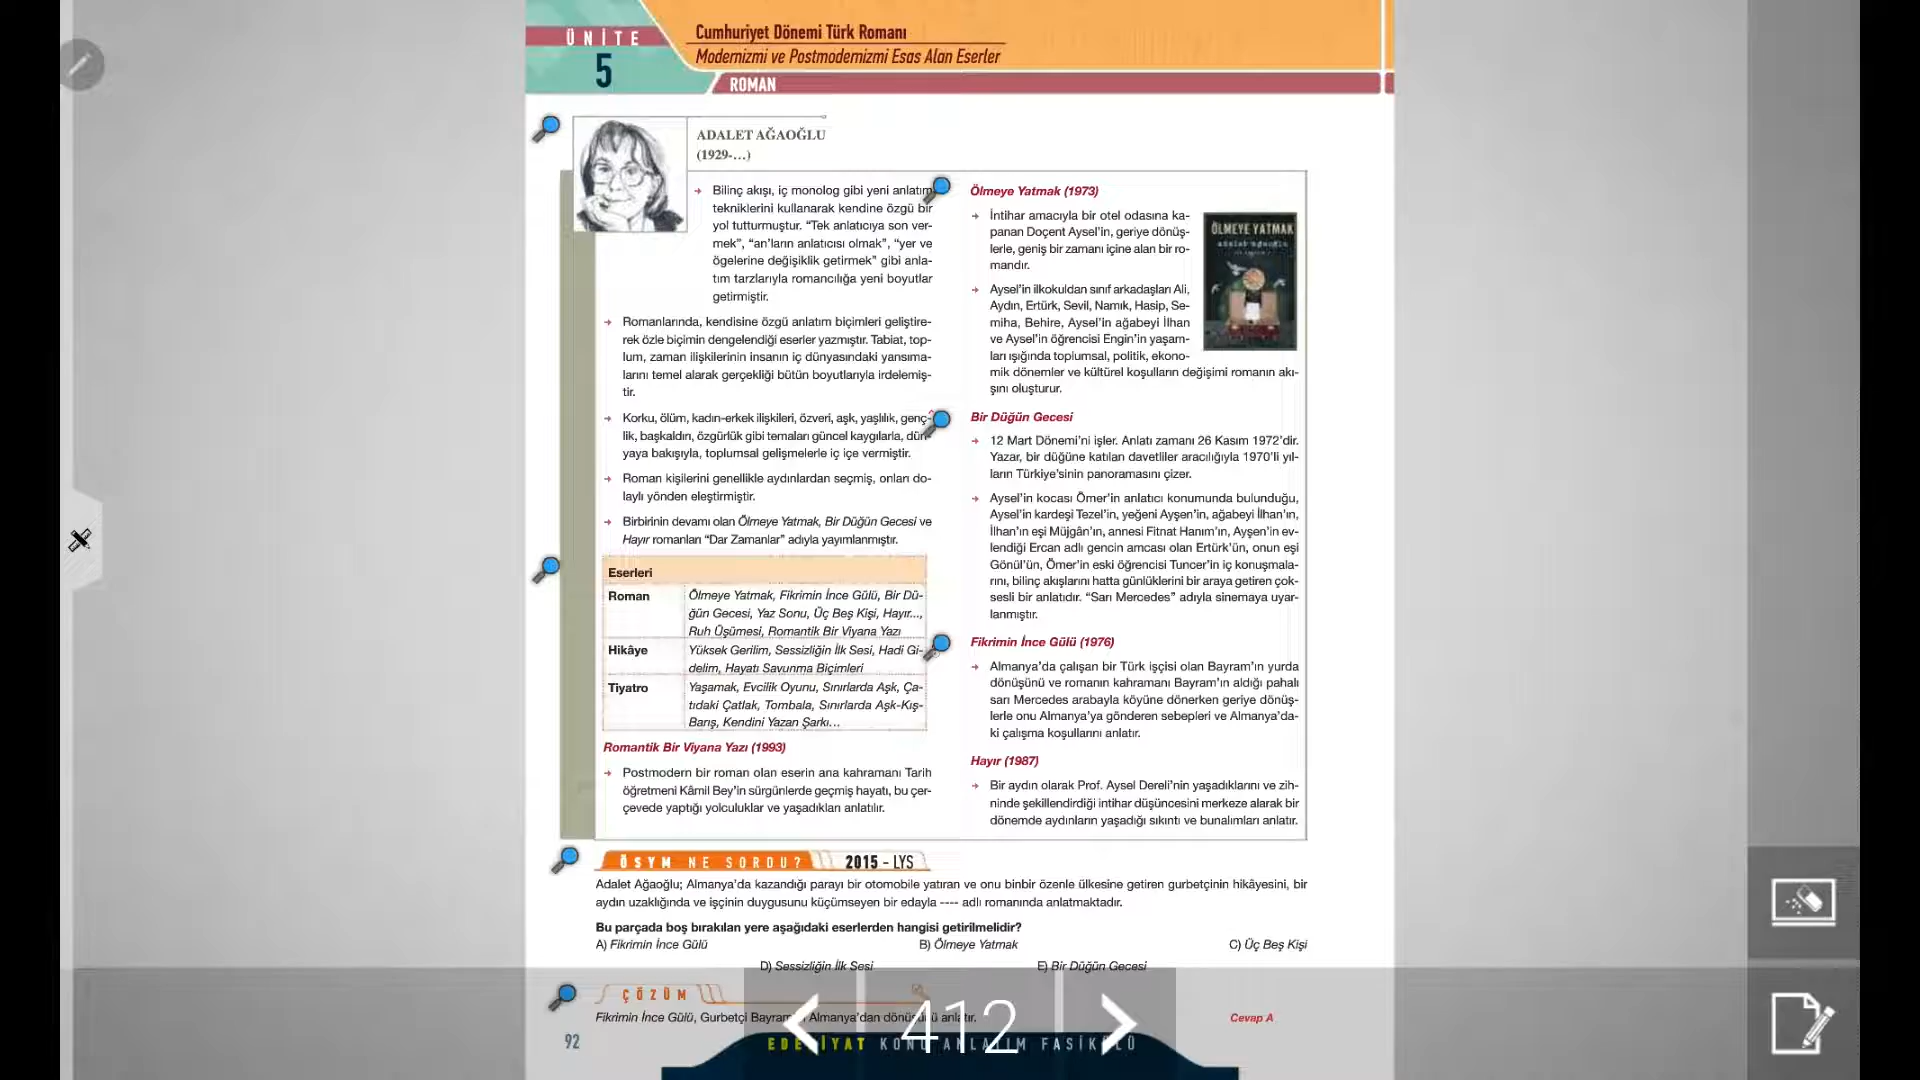 ÜNİTE
5
Cumhuriyet Dönemi Türk Romanı
Modernizmi ve Postmodernizmi Esas Alan Eserler
ROMAN
ADALET AĞAOĞLU
(1929-...)
→ Bilinç akışı, iç monolog gibi yeni anlatım
tekniklerini kullanarak kendine özgü bir
yol tutturmuştur. “Tek anlatıcıya son ver-
mek”, “an’ların anlatıcısı olmak”, “yer ve
ögelerine değişiklik getirmek” gibi anla-
tım tarzlarıyla romancılığa yeni boyutlar
getirmiştir.
→ Romanlarında, kendisine özgü anlatım biçimleri geliştire-
rek özle biçimin dengelendiği eserler yazmıştır. Tabiat, top-
lum, zaman ilişkilerinin insanın iç dünyasındaki yansıma-
larını temel alarak gerçekliği bütün boyutlarıyla irdelemiş-
tir.
→ Korku, ölüm, kadın-erkek ilişkileri, özveri, aşk, yaşlılık, genç-
lik, başkaldırı, özgürlük gibi temaları güncel kaygılarla, dün-
yaya bakışıyla, toplumsal gelişmelerle iç içe vermiştir.
→ Roman kişilerini genellikle aydınlardan seçmiş, onları do-
laylı yönden eleştirmiştir.
→ Birbirinin devamı olan Ölmeye Yatmak, Bir Düğün Gecesi ve
Hayır romanları “Dar Zamanlar” adıyla yayımlanmıştır.
Eserleri
Roman
Ölmeye Yatmak, Fikrimin İnce Gülü, Bir Dü-
ğün Gecesi, Yaz Sonu, Üç Beş Kişi, Hayır...,
Ruh Üşümesi, Romantik Bir Viyana Yazı
Hikâye
Yüksek Gerilim, Sessizliğin İlk Sesi, Hadi Gi-
delim, Hayatı Savunma Biçimleri
Tiyatro
Yaşamak, Evcilik Oyunu, Sınırlarda Aşk, Ça-
tıdaki Çatlak, Tombala, Sınırlarda Aşk-Kış-
Barış, Kendini Yazan Şarkı...
Romantik Bir Viyana Yazı (1993)
→ Postmodern bir roman olan eserin ana kahramanı Tarih
öğretmeni Kâmil Bey’in sürgünlerde geçmiş hayatı, bu çer-
çevede yaptığı yolculuklar ve yaşadıkları anlatılır.
Ölmeye Yatmak (1973)
→ İntihar amacıyla bir otel odasına ka-
panan Doçent Aysel’in, geriye dönüş-
lerle, geniş bir zamanı içine alan bir ro-
mandır.
→ Aysel’in ilkokuldan sınıf arkadaşları Ali,
Aydın, Ertürk, Sevil, Namık, Hasip, Se-
miha, Behire, Aysel’in ağabeyi İlhan
ve Aysel’in öğrencisi Engin’in yaşam-
ları ışığında toplumsal, politik, ekono-
mik dönemler ve kültürel koşulların değişimi romanın akı-
şını oluşturur.
ÖLMEYE YATMAK
adalet ağaoğlu
Bir Düğün Gecesi
→ 12 Mart Dönemi’ni işler. Anlatı zamanı 26 Kasım 1972’dir.
Yazar, bir düğüne katılan davetliler aracılığıyla 1970’li yıl-
ların Türkiye’sinin panoramasını çizer.
→ Aysel’in kocası Ömer’in anlatıcı konumunda bulunduğu,
Aysel’in kardeşi Tezel’in, yeğeni Ayşen’in, ağabeyi İlhan’ın,
İlhan’ın eşi Müjgân’ın, annesi Fitnat Hanım’ın, Ayşen’in ev-
lendiği Ercan adlı gencin amcası olan Ertürk’ün, onun eşi
Gönül’ün, Ömer’in eski öğrencisi Tuncer’in iç konuşmala-
rını, bilinç akışlarını hatta günlüklerini bir araya getiren çok-
sesli bir anlatıdır. “Sarı Mercedes” adıyla sinemaya uyar-
lanmıştır.
Fikrimin İnce Gülü (1976)
→ Almanya’da çalışan bir Türk işçisi olan Bayram’ın yurda
dönüşünü ve romanın kahramanı Bayram’ın aldığı pahalı
sarı Mercedes arabayla köyüne dönerken geriye dönüş-
lerle onu Almanya’ya gönderen sebepleri ve Almanya’da-
ki çalışma koşullarını anlatır.
Hayır (1987)
→ Bir aydın olarak Prof. Aysel Dereli’nin yaşadıklarını ve zih-
ninde şekillendirdiği intihar düşüncesini merkeze alarak bir
dönemde aydınların yaşadığı sıkıntı ve bunalımları anlatır.
ÖSYM NE SORDU? 2015 - LYS
Adalet Ağaoğlu; Almanya’da kazandığı parayı bir otomobile yatıran ve onu binbir özenle ülkesine getiren gurbetçinin hikâyesini, bir
aydın uzaklığında ve işçinin duygusunu küçümseyen bir edayla ---- adlı romanında anlatmaktadır.
Bu parçada boş bırakılan yere aşağıdaki eserlerden hangisi getirilmelidir?
A) Fikrimin İnce Gülü B) Ölmeye Yatmak C) Üç Beş Kişi
D) Sessizliğin İlk Sesi E) Bir Düğün Gecesi
ÇÖZÜM
Fikrimin İnce Gülü, Gurbetçi Bayram Almanya’dan dönüşünü anlatır.
Cevap A
412
92
EDEBİYAT KONU ANLATIM FASİKÜLÜ